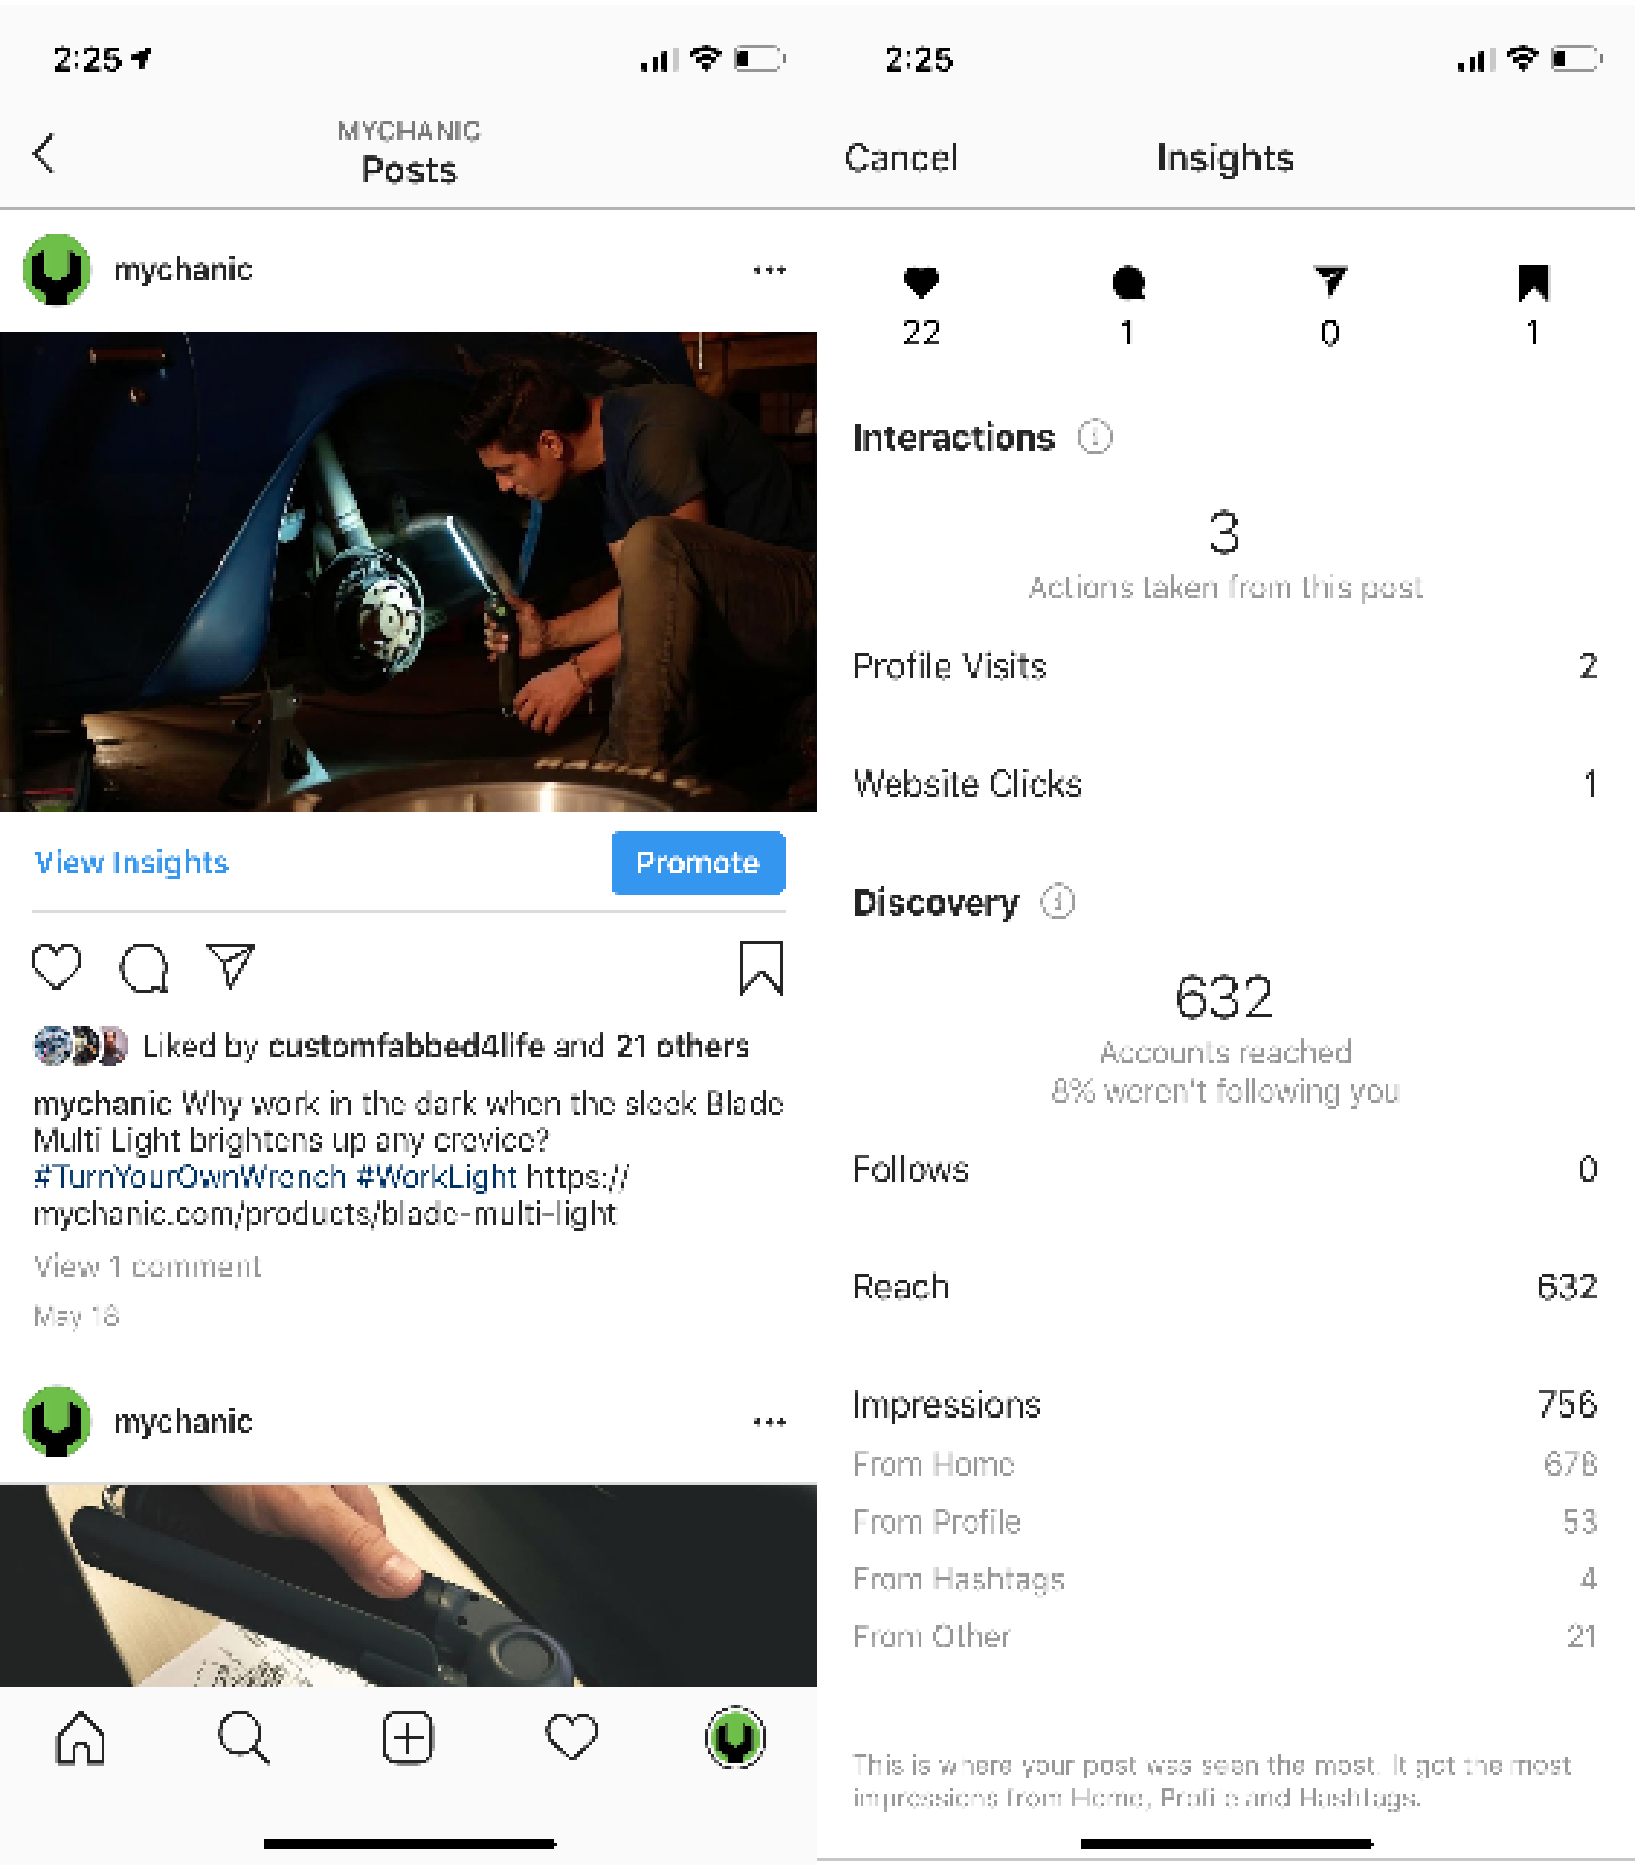 2:25
MYCHANIC
Posts
mychanic
View Insights
Promote
Liked by customfabbed4life and 21 others
mychanic Why work in the dark when the sleek Blade
Multi Light brightens up any crevice?
#TurnYourOwnWrench #WorkLight https://
mychanic.com/products/blade-multi-light
View 1 comment
May 18
mychanic
2:25
Cancel
Insights
22 1 0 1
Interactions
3
Actions taken from this post
Profile Visits 2
Website Clicks 1
Discovery
632
Accounts reached
8% weren't following you
Follows 0
Reach 632
Impressions 756
From Home 678
From Profile 53
From Hashtags 4
From Other 21
This is where your post was seen the most. It got the most
impressions from Home, Profile and Hashtags.